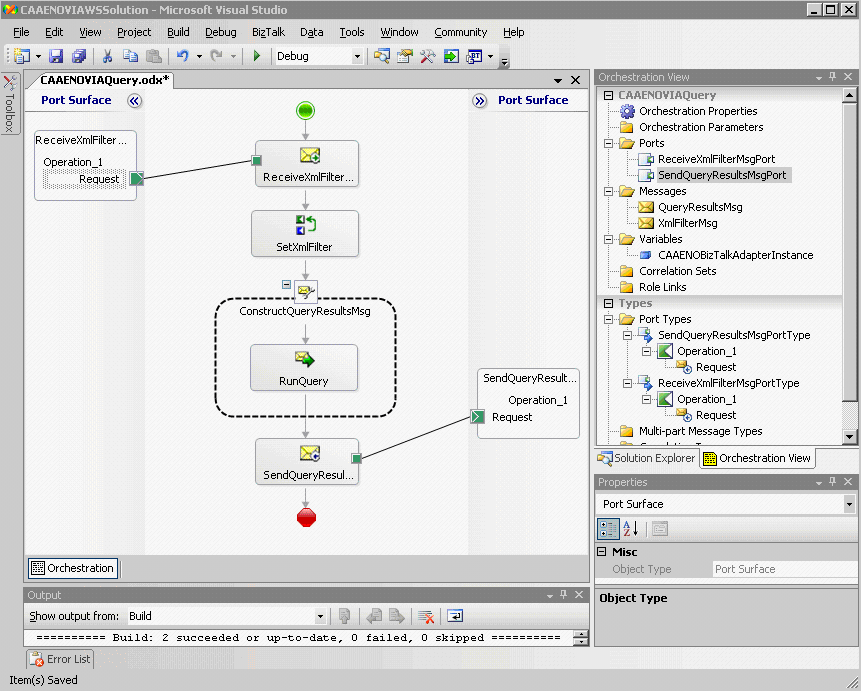 CAAENOVIAWSSolution - Microsoft Visual Studio
File Edit View Project Build Debug BizTalk Data Tools Window Community Help
Debug
Toolbox
CAAENOVIAQuery.odx*
Port Surface
Port Surface
ReceiveXmlFilter ...
Operation_1
Request
ReceiveXmlFilter...
SetXmlFilter
ConstructQueryResultsMsg
RunQuery
SendQueryResul...
SendQueryResult...
Operation_1
Request
Orchestration
Orchestration View
CAAENOVIAQuery
Orchestration Properties
Orchestration Parameters
Ports
ReceiveXmlFilterMsgPort
SendQueryResultsMsgPort
Messages
QueryResultsMsg
XmlFilterMsg
Variables
CAAENOBizTalkAdapterInstance
Correlation Sets
Role Links
Types
Port Types
SendQueryResultsMsgPortType
Operation_1
Request
ReceiveXmlFilterMsgPortType
Operation_1
Request
Multi-part Message Types
Solution Explorer Orchestration View
Properties
Port Surface
Misc
Object Type Port Surface
Object Type
Output
Show output from: Build
========== Build: 2 succeeded or up-to-date, 0 failed, 0 skipped ==========
Error List
Item(s) Saved